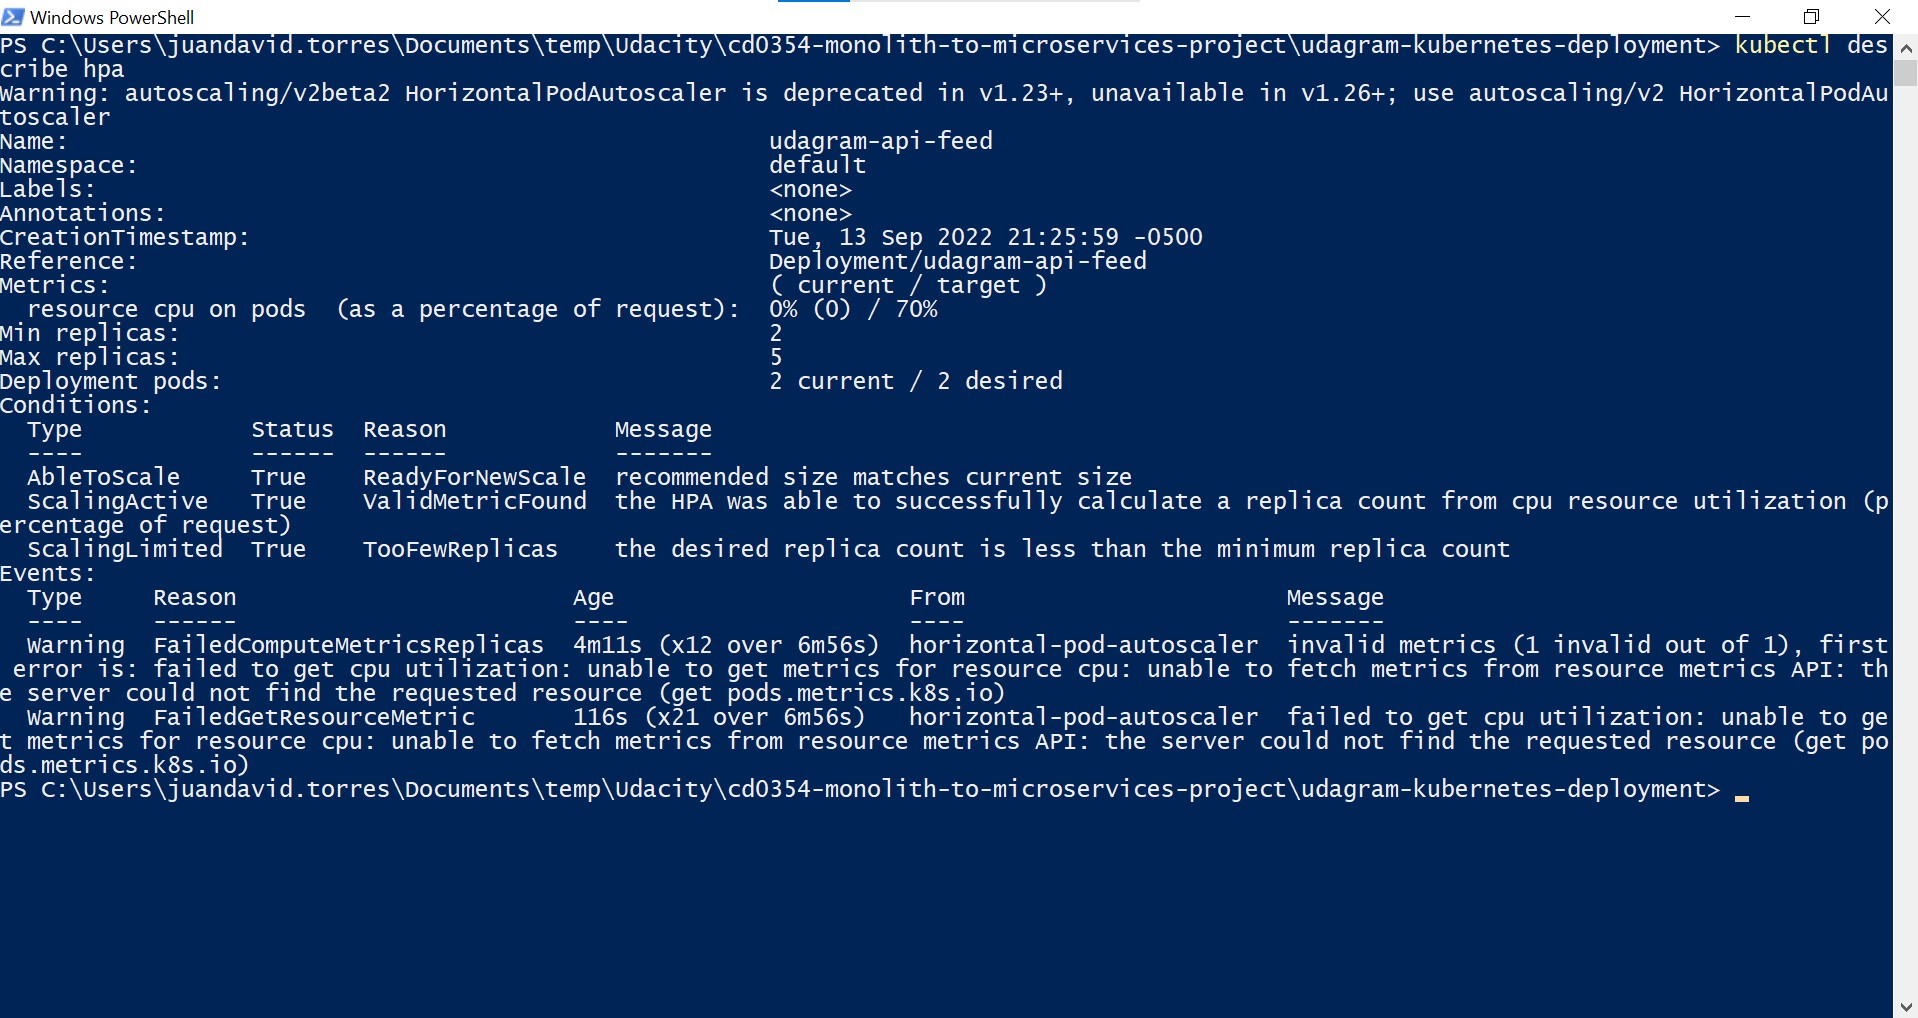 Windows PowerShell
PS C:\Users\juandavid.torres\Documents\temp\Udacity\cd0354-monolith-to-microservices-project\udagram-kubernetes-deployment> kubectl des
cribe hpa
Warning: autoscaling/v2beta2 HorizontalPodAutoscaler is deprecated in v1.23+, unavailable in v1.26+; use autoscaling/v2 HorizontalPodAu
toscaler
Name:                                                  udagram-api-feed
Namespace:                                             default
Labels:                                                <none>
Annotations:                                           <none>
CreationTimestamp:                                     Tue, 13 Sep 2022 21:25:59 -0500
Reference:                                             Deployment/udagram-api-feed
Metrics:                                               ( current / target )
  resource cpu on pods  (as a percentage of request):  0% (0) / 70%
Min replicas:                                          2
Max replicas:                                          5
Deployment pods:                                       2 current / 2 desired
Conditions:
  Type            Status  Reason            Message
  ----            ------  ------            -------
  AbleToScale     True    ReadyForNewScale  recommended size matches current size
  ScalingActive   True    ValidMetricFound  the HPA was able to successfully calculate a replica count from cpu resource utilization (p
ercentage of request)
  ScalingLimited  True    TooFewReplicas    the desired replica count is less than the minimum replica count
Events:
  Type     Reason                        Age                     From                       Message
  ----     ------                        ----                    ----                       -------
  Warning  FailedComputeMetricsReplicas  4m11s (x12 over 6m56s)  horizontal-pod-autoscaler  invalid metrics (1 invalid out of 1), first
 error is: failed to get cpu utilization: unable to get metrics for resource cpu: unable to fetch metrics from resource metrics API: th
e server could not find the requested resource (get pods.metrics.k8s.io)
  Warning  FailedGetResourceMetric       116s (x21 over 6m56s)   horizontal-pod-autoscaler  failed to get cpu utilization: unable to ge
t metrics for resource cpu: unable to fetch metrics from resource metrics API: the server could not find the requested resource (get po
ds.metrics.k8s.io)
PS C:\Users\juandavid.torres\Documents\temp\Udacity\cd0354-monolith-to-microservices-project\udagram-kubernetes-deployment>